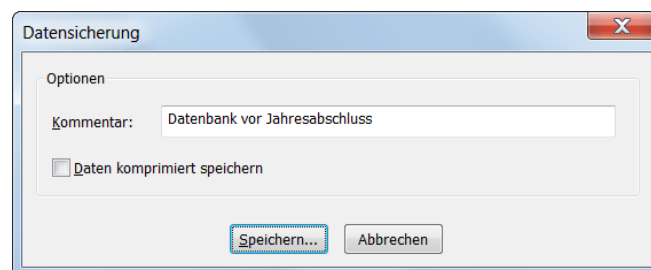 Datensicherung
Optionen
Kommentar: Datenbank vor Jahresabschluss
Daten komprimiert speichern
Speichern... Abbrechen